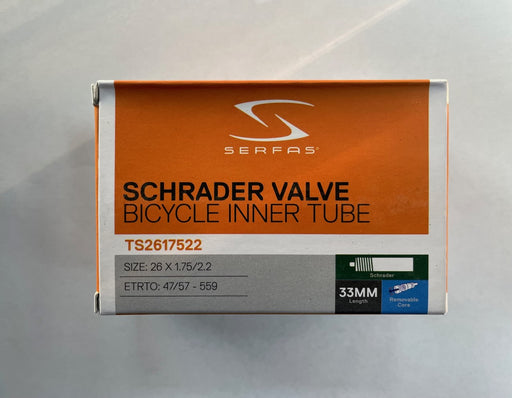 SERFAS
SCHRADER VALVE
BICYCLE INNER TUBE
TS2617522
SIZE: 26 X 1.75/2.2
ETRTO: 47/57 - 559
Schrader
33MM
Length
Removable
Core